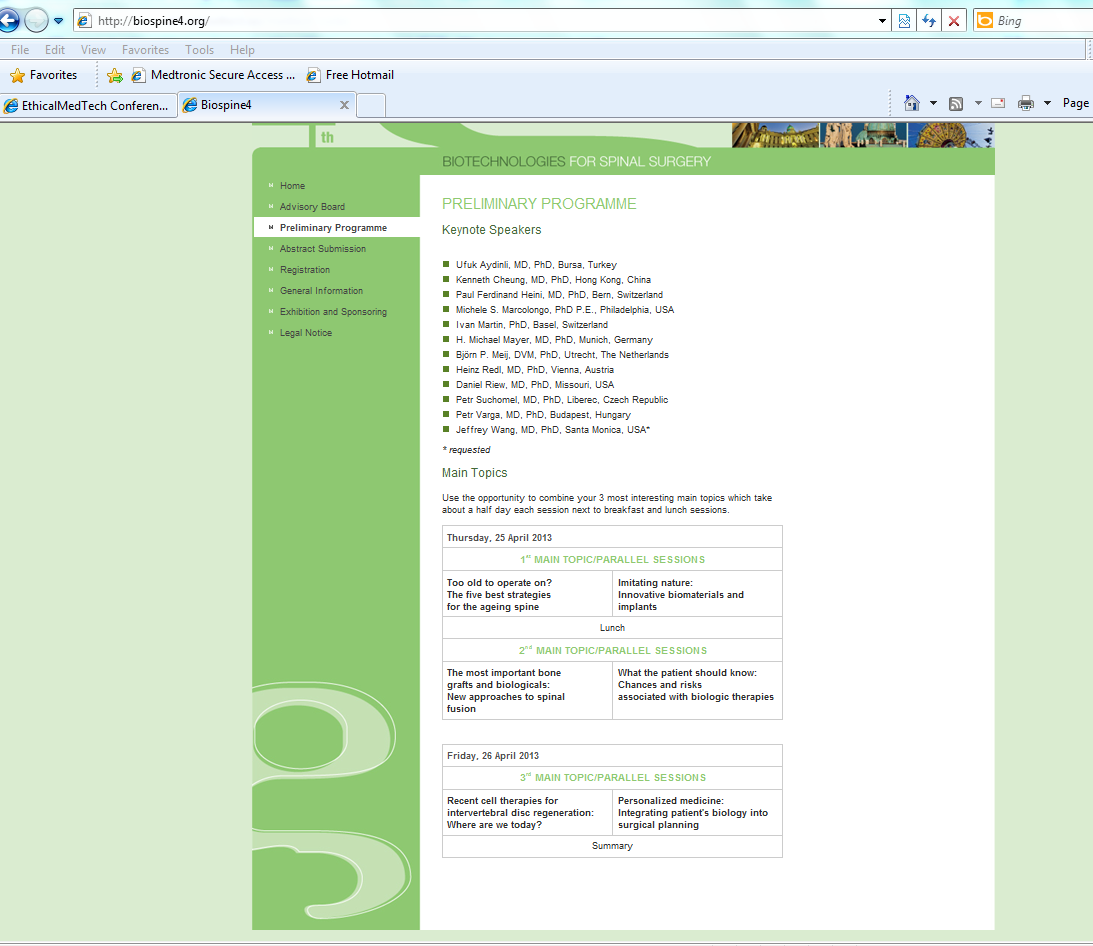 http://biospine4.org/
Bing
File Edit View Favorites Tools Help
Favorites Medtronic Secure Access ... Free Hotmail
EthicalMedTech Conferen... Biospine4 x Page
th
BIOTECHNOLOGIES FOR SPINAL SURGERY
Home
Advisory Board
Preliminary Programme
Abstract Submission
Registration
General Information
Exhibition and Sponsoring
Legal Notice
PRELIMINARY PROGRAMME
Keynote Speakers
Ufuk Aydinli, MD, PhD, Bursa, Turkey
Kenneth Cheung, MD, PhD, Hong Kong, China
Paul Ferdinand Heini, MD, PhD, Bern, Switzerland
Michele S. Marcolongo, PhD P.E., Philadelphia, USA
Ivan Martin, PhD, Basel, Switzerland
H. Michael Mayer, MD, PhD, Munich, Germany
Björn P. Meij, DVM, PhD, Utrecht, The Netherlands
Heinz Redl, MD, PhD, Vienna, Austria
Daniel Riew, MD, PhD, Missouri, USA
Petr Suchomel, MD, PhD, Liberec, Czech Republic
Petr Varga, MD, PhD, Budapest, Hungary
Jeffrey Wang, MD, PhD, Santa Monica, USA*
* requested
Main Topics
Use the opportunity to combine your 3 most interesting main topics which take
about a half day each session next to breakfast and lunch sessions.
Thursday, 25 April 2013
1st MAIN TOPIC/PARALLEL SESSIONS
Too old to operate on?
The five best strategies
for the ageing spine
Imitating nature:
Innovative biomaterials and
implants
Lunch
2nd MAIN TOPIC/PARALLEL SESSIONS
The most important bone
grafts and biologicals:
New approaches to spinal
fusion
What the patient should know:
Chances and risks
associated with biologic therapies
Friday, 26 April 2013
3rd MAIN TOPIC/PARALLEL SESSIONS
Recent cell therapies for
intervertebral disc regeneration:
Where are we today?
Personalized medicine:
Integrating patient's biology into
surgical planning
Summary